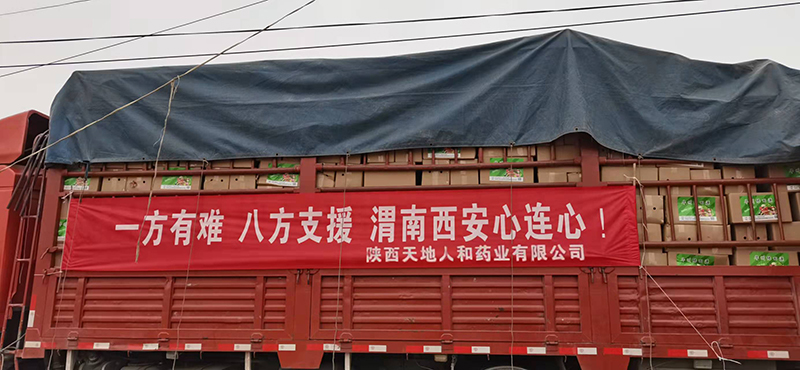 一方有难 八方支援 渭南西安心连心！
陕西天地人和药业有限公司